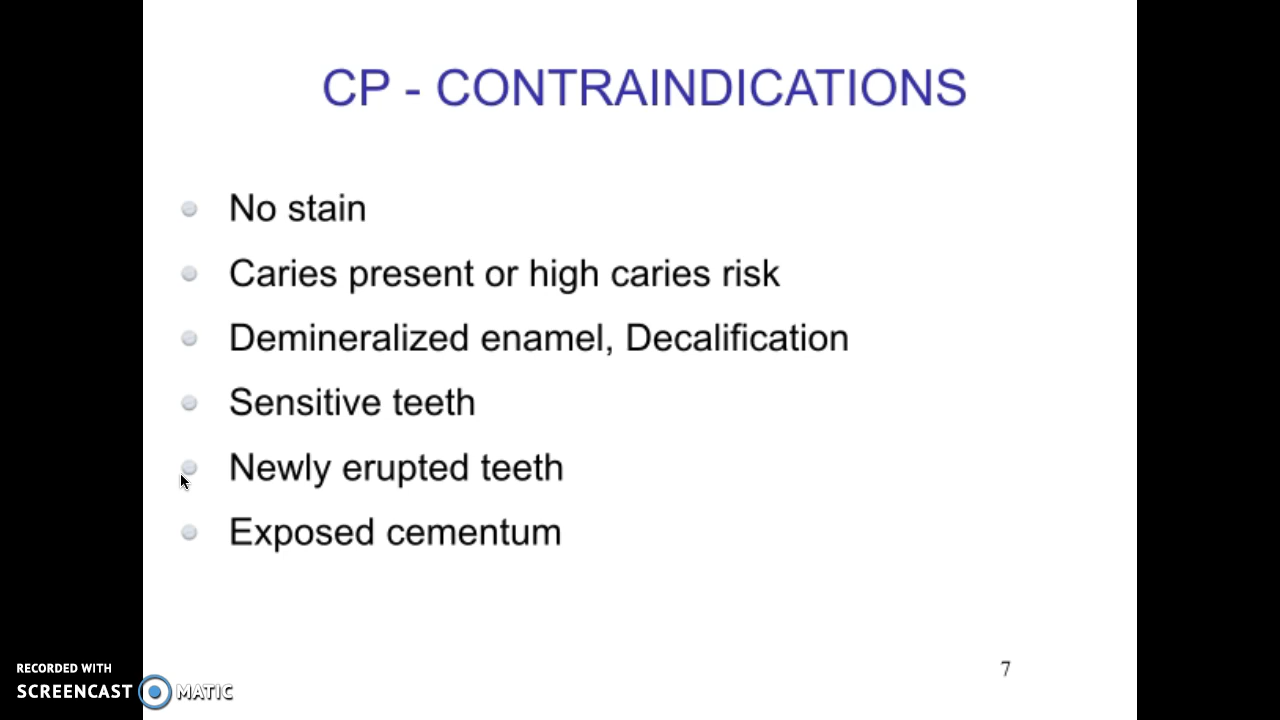 CP - CONTRAINDICATIONS
No stain
Caries present or high caries risk
Demineralized enamel, Decalification
Sensitive teeth
Newly erupted teeth
Exposed cementum
7
RECORDED WITH
SCREENCAST MATIC